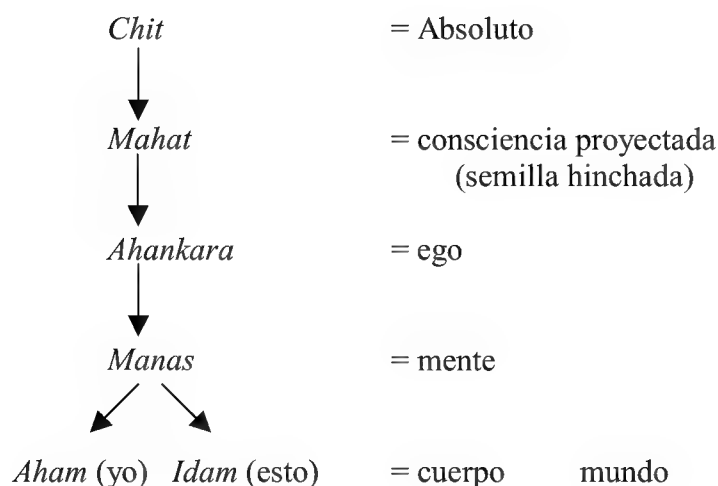 Chit = Absoluto
Mahat = consciencia proyectada
(semilla hinchada)
Ahankara = ego
Manas = mente
Aham (yo) Idam (esto) = cuerpo mundo